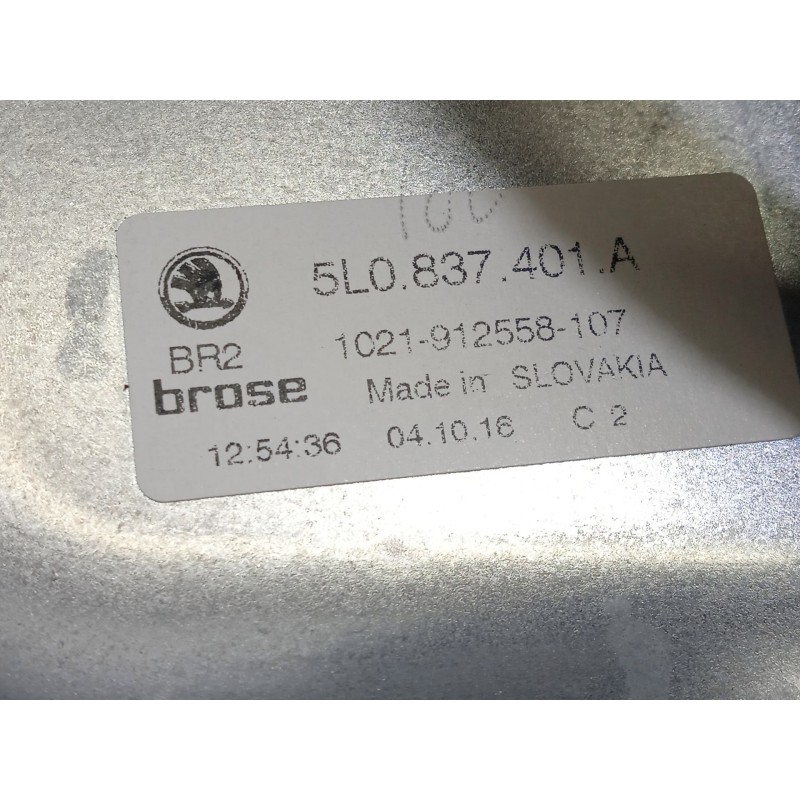 5L0.837.401.A
BR2
1021-912558-107
brose
Made in SLOVAKIA
12:54:36 04.10.16 C 2